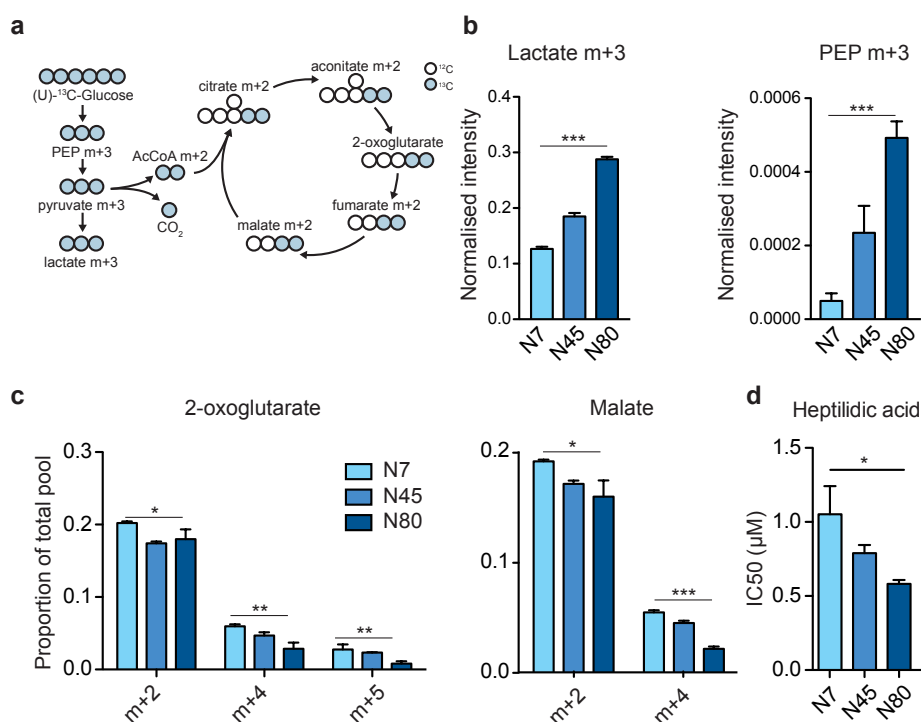 a
(U)-¹³C-Glucose
PEP m+3
pyruvate m+3
lactate m+3
AcCoA m+2
CO₂
citrate m+2
aconitate m+2
2-oxoglutarate
fumarate m+2
malate m+2
¹²C
¹³C
b
Lactate m+3
Normalised intensity
0.4
0.3
0.2
0.1
0.0
***
N7 N45 N80
PEP m+3
Normalised intensity
0.0006
0.0004
0.0002
0.0000
***
N7 N45 N80
c
2-oxoglutarate
Proportion of total pool
0.3
0.2
0.1
0.0
* ** **
N7
N45
N80
m+2 m+4 m+5
Malate
0.2
0.1
0.0
* ***
m+2 m+4
d
Heptilidic acid
IC50 (µM)
1.5
1.0
0.5
0.0
*
N7 N45 N80